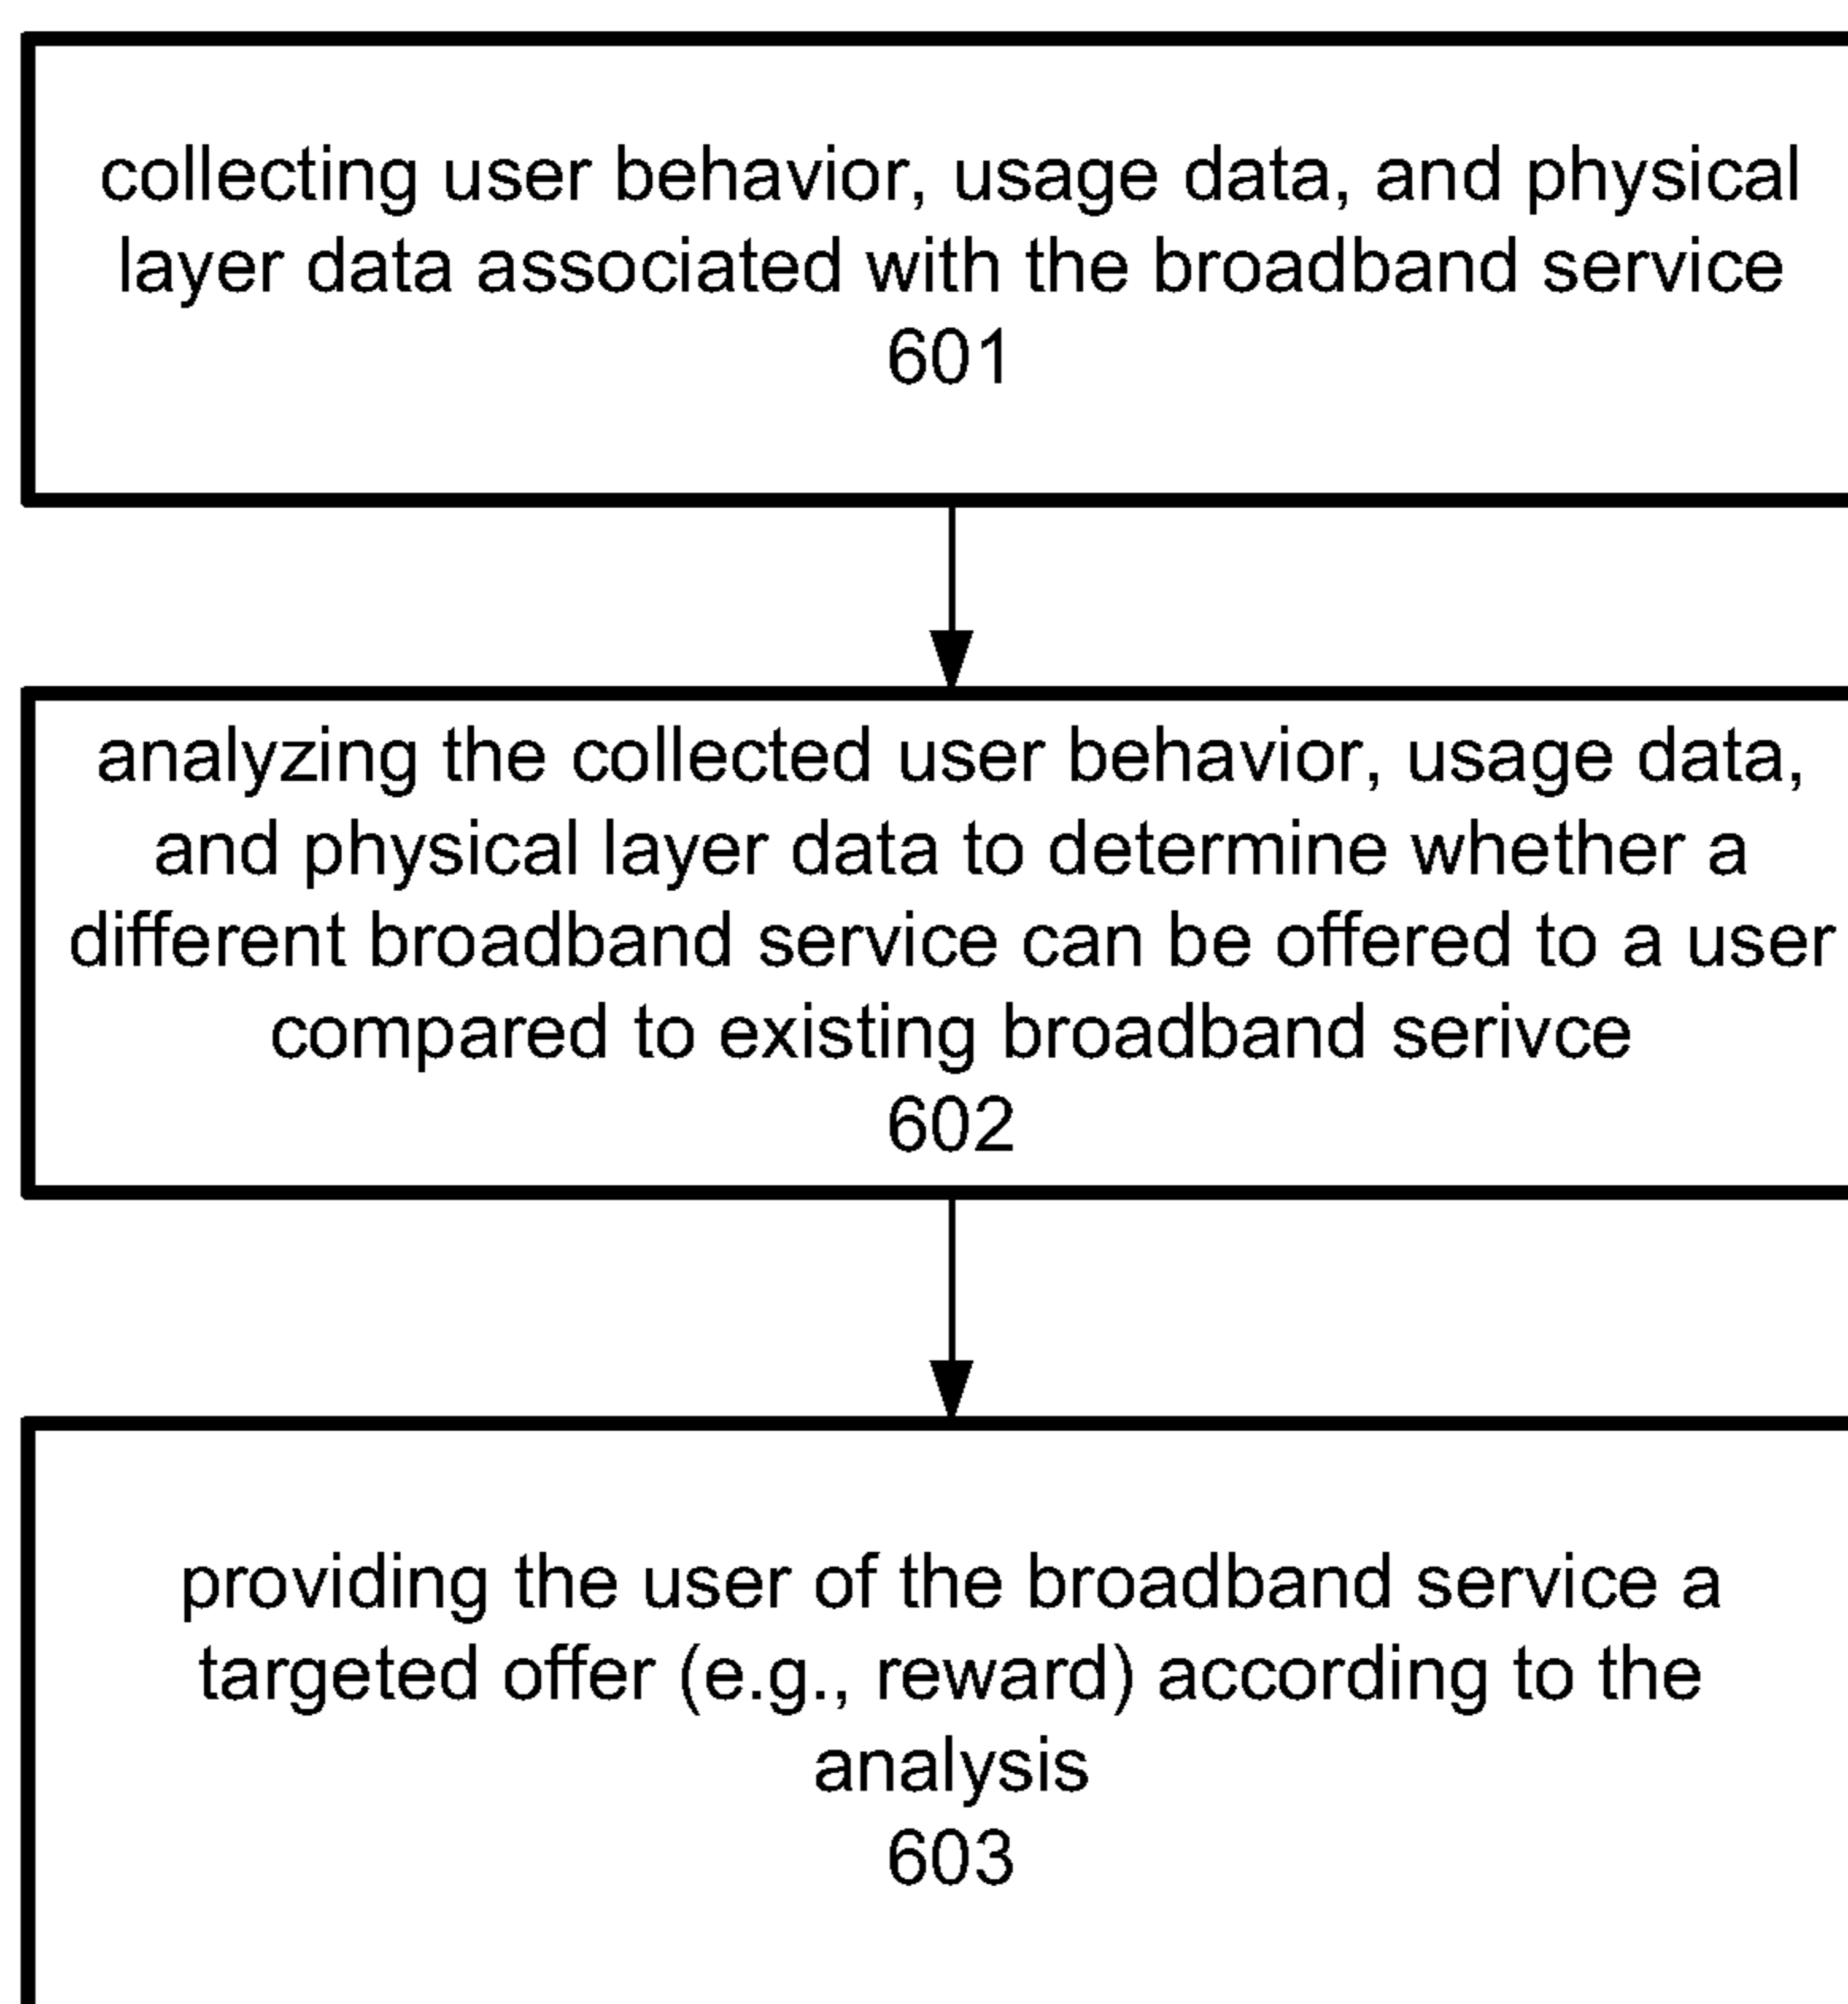 collecting user behavior, usage data, and physical
layer data associated with the broadband service
601
analyzing the collected user behavior, usage data,
and physical layer data to determine whether a
different broadband service can be offered to a user
compared to existing broadband serivce
602
providing the user of the broadband service a
targeted offer (e.g., reward) according to the
analysis
603